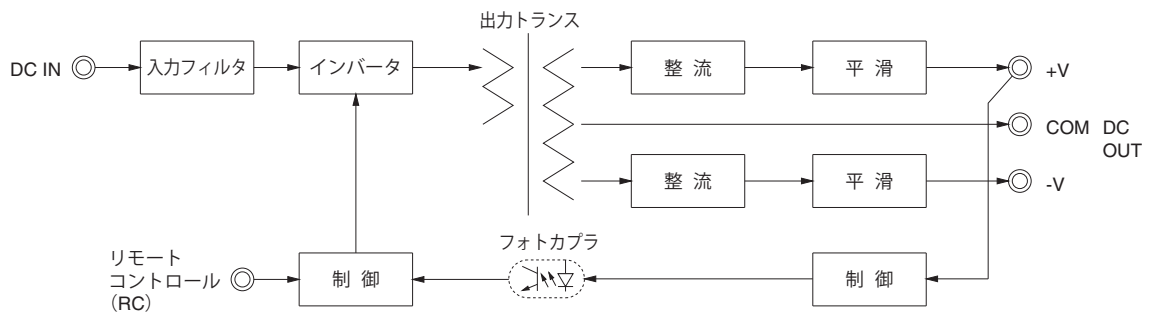 出力トランス
DC IN
入力フィルタ
インバータ
整流
平滑
+V
COM
DC
OUT
整流
平滑
-V
フォトカプラ
リモート
コントロール
(RC)
制御
制御